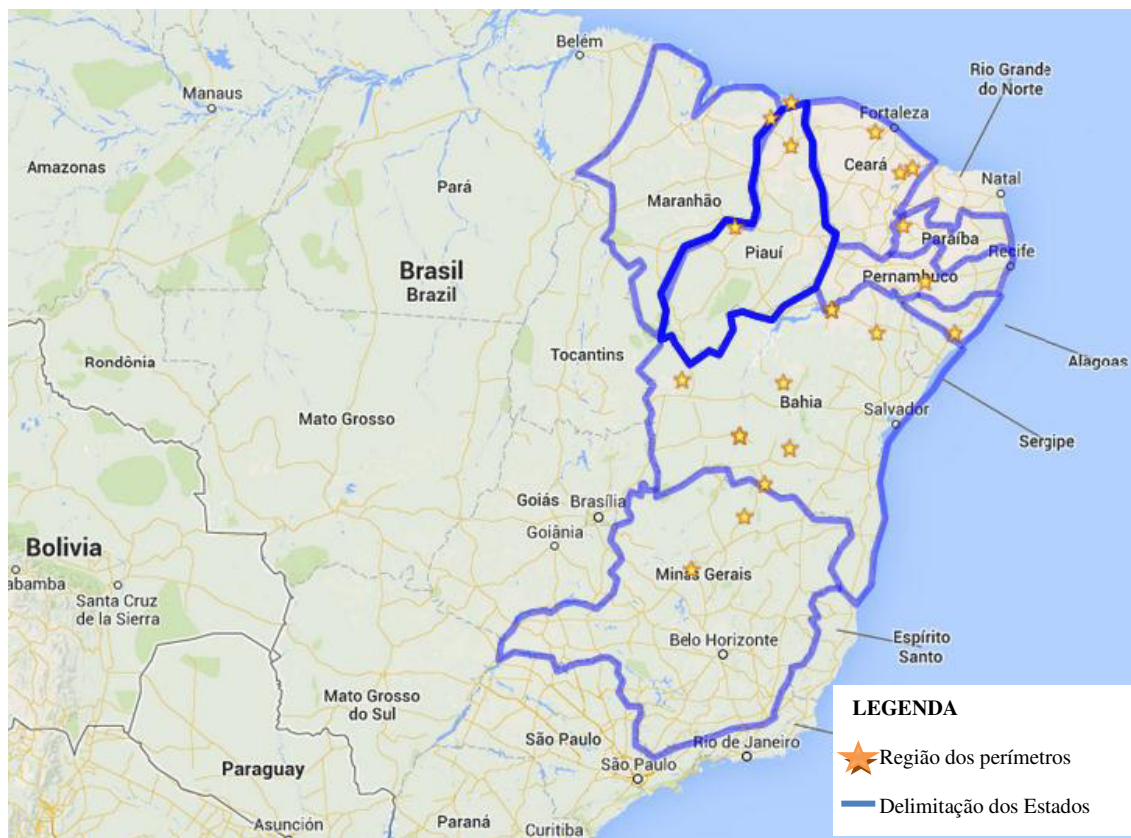 Belém
Rio Grande
do Norte
Manaus
Fortaleza
Amazonas
Pará
Ceará
Natal
Maranhão
Paraíba
Recife
Piauí
Brasil
Brazil
Pernambuco
Tocantins
Rondônia
Alagoas
Mato Grosso
Bahia
Salvador
Sergipe
Goiás
Brasília
Goiânia
Bolivia
abamba
Santa Cruz
de la Sierra
Minas Gerais
Belo Horizonte
Espírito
Santo
Mato Grosso
do Sul
LEGENDA
São Paulo
Rio de Janeiro
Região dos perímetros
Paraguay
São Paulo
Delimitação dos Estados
Asunción
Paraná
Curitiba